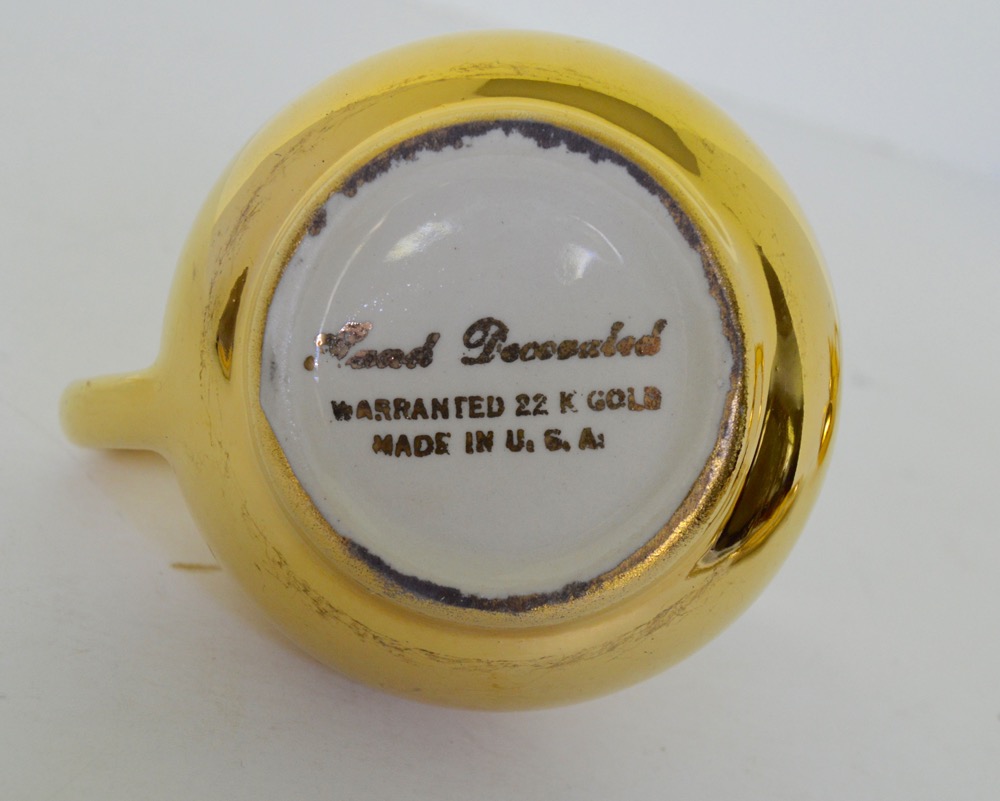 Hand Decorated
WARRANTED 22 K GOLD
MADE IN U. S. A.